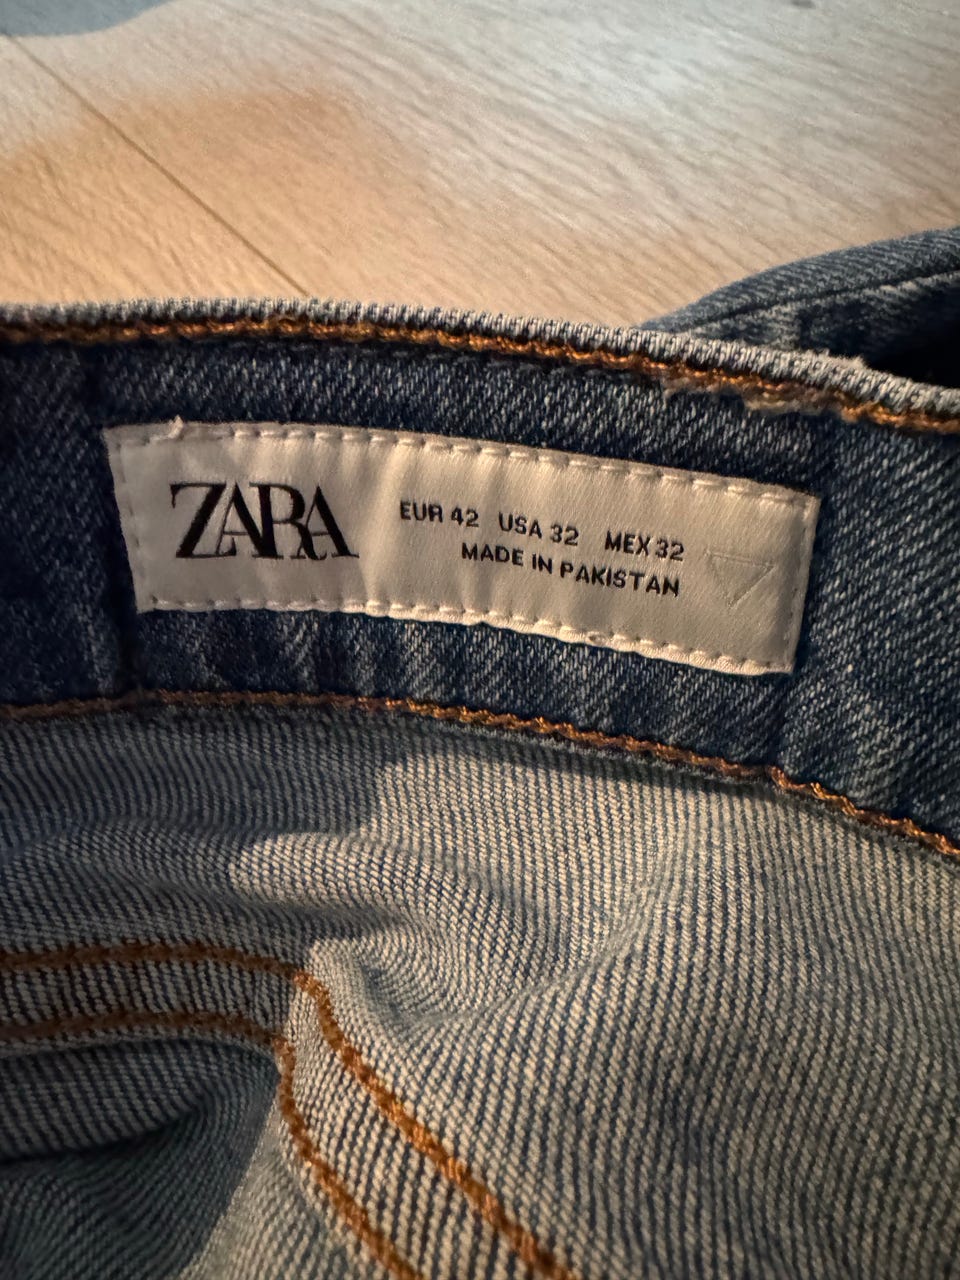 ZARA
EUR 42 USA 32 MEX 32
MADE IN PAKISTAN